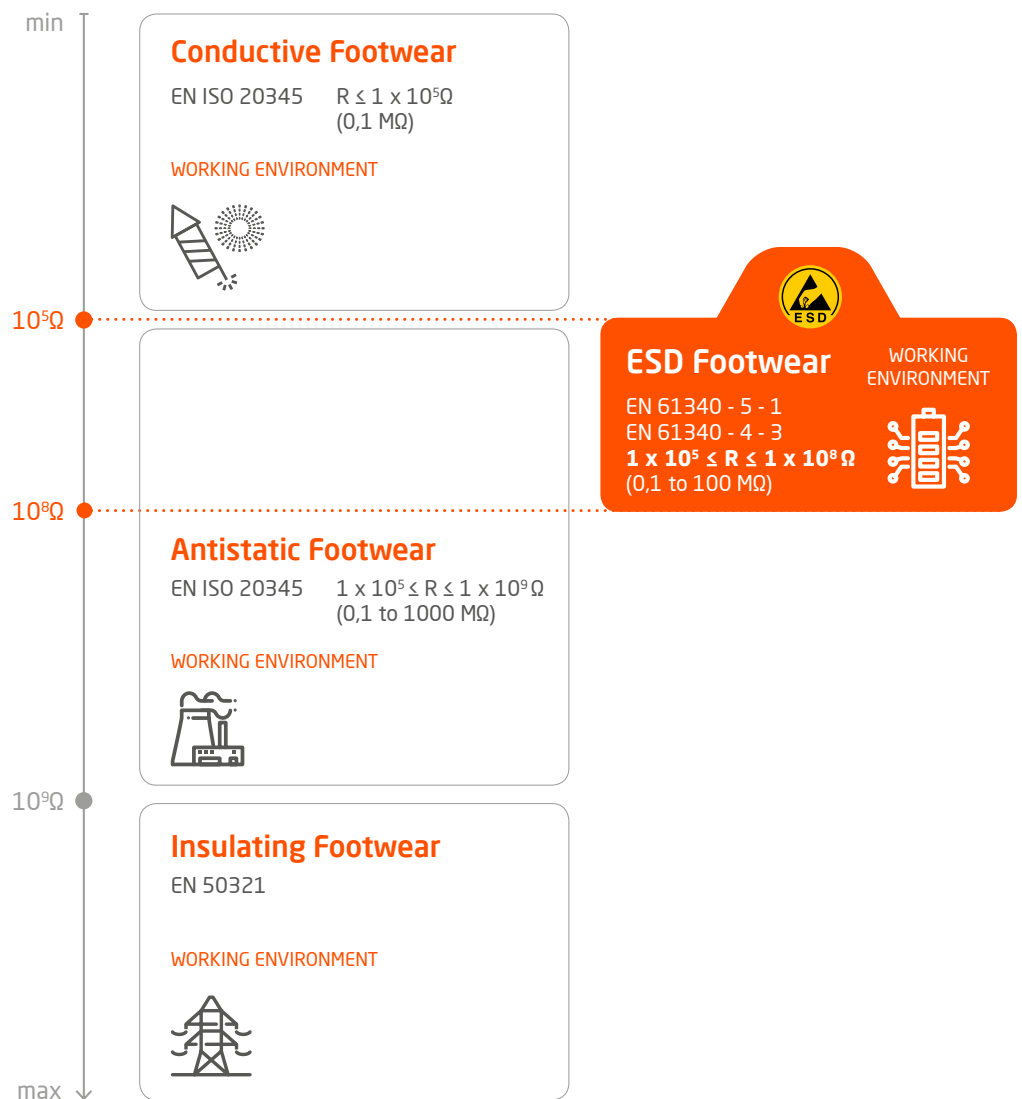 min
Conductive Footwear
EN ISO 20345 R ≤ 1 x 10⁵Ω
(0,1 MΩ)
WORKING ENVIRONMENT
10⁵Ω
ESD
ESD Footwear
WORKING
ENVIRONMENT
EN 61340 - 5 - 1
EN 61340 - 4 - 3
1 x 10⁵ ≤ R ≤ 1 x 10⁸ Ω
(0,1 to 100 MΩ)
10⁸Ω
Antistatic Footwear
EN ISO 20345 1 x 10⁵ ≤ R ≤ 1 x 10⁹ Ω
(0,1 to 1000 MΩ)
WORKING ENVIRONMENT
10⁹Ω
Insulating Footwear
EN 50321
WORKING ENVIRONMENT
max